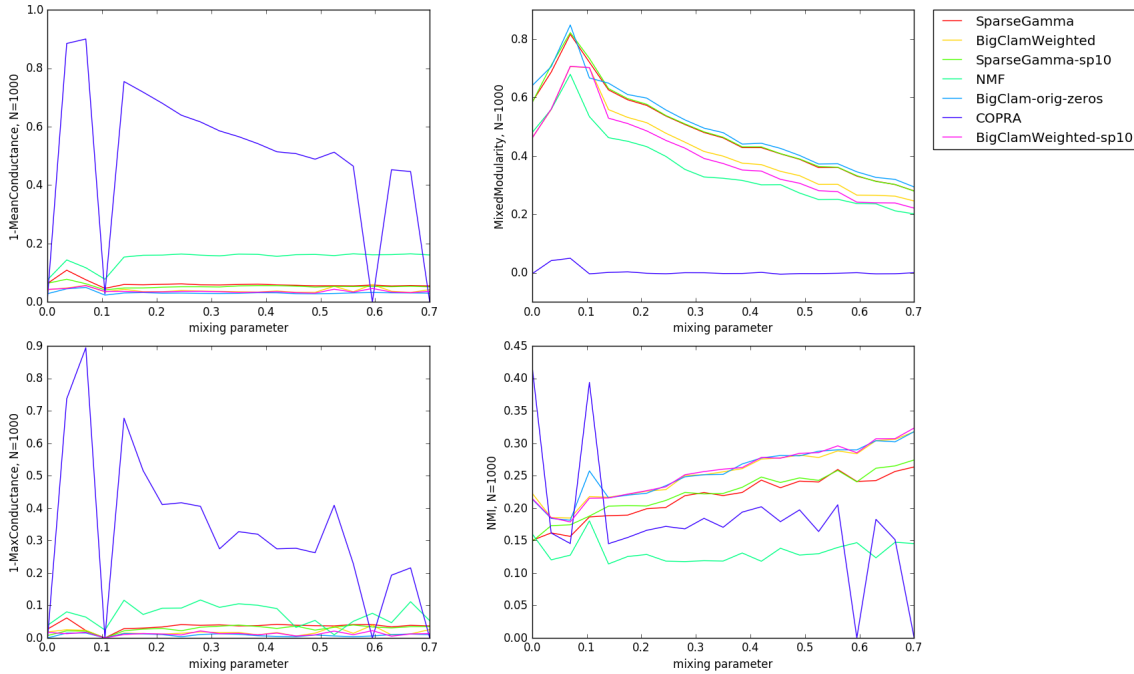 1.0
0.8
0.6
0.4
0.2
0.0
1-MeanConductance, N=1000
0.0 0.1 0.2 0.3 0.4 0.5 0.6 0.7
mixing parameter
0.8
0.6
0.4
0.2
0.0
MixedModularity, N=1000
0.0 0.1 0.2 0.3 0.4 0.5 0.6 0.7
mixing parameter
SparseGamma
BigClamWeighted
SparseGamma-sp10
NMF
BigClam-orig-zeros
COPRA
BigClamWeighted-sp10
0.9
0.8
0.7
0.6
0.5
0.4
0.3
0.2
0.1
0.0
1-MaxConductance, N=1000
0.0 0.1 0.2 0.3 0.4 0.5 0.6 0.7
mixing parameter
0.45
0.40
0.35
0.30
0.25
0.20
0.15
0.10
0.05
0.00
NMI, N=1000
0.0 0.1 0.2 0.3 0.4 0.5 0.6 0.7
mixing parameter